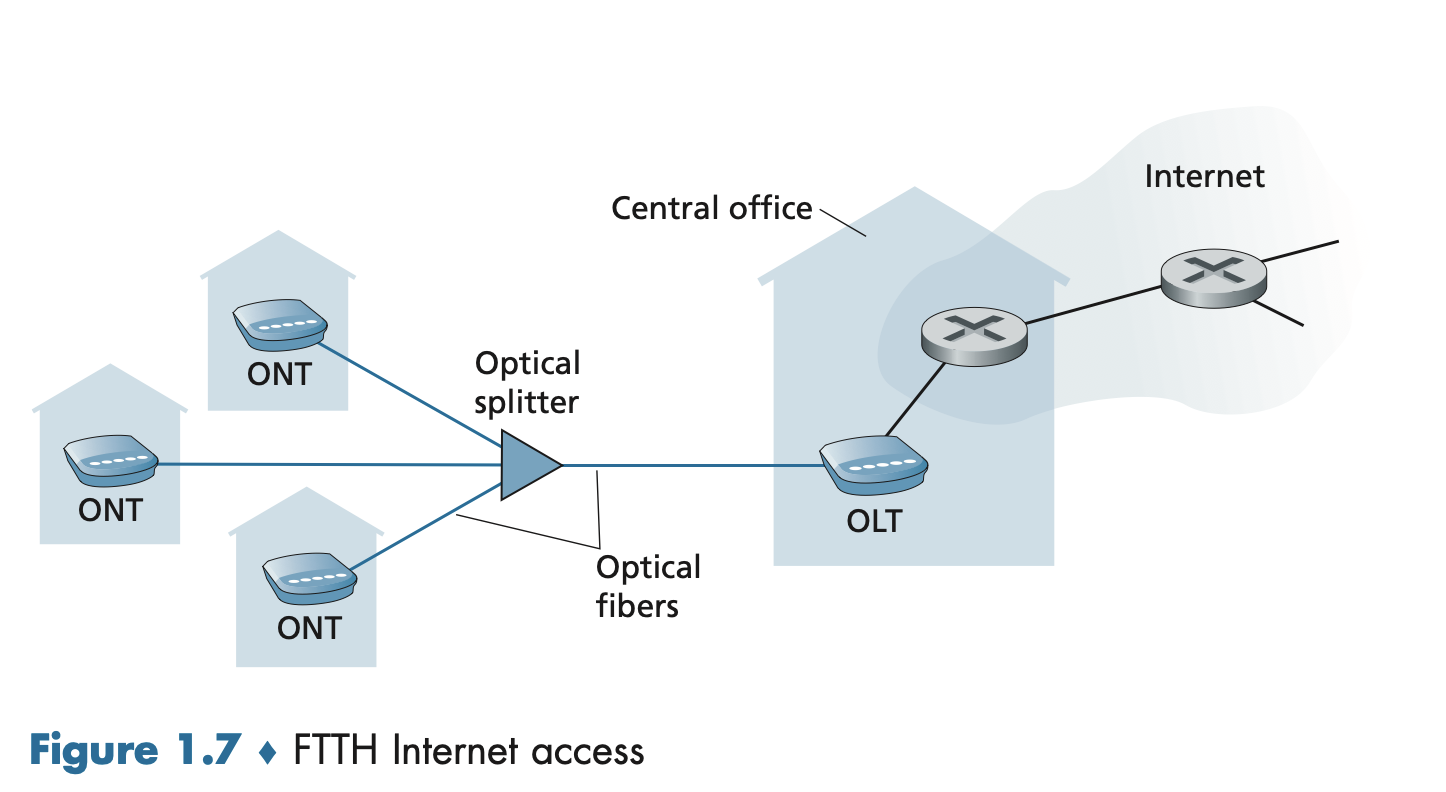 Internet
Central office
ONT
Optical
splitter
ONT
OLT
Optical
fibers
ONT
Figure 1.7 ♦ FTTH Internet access